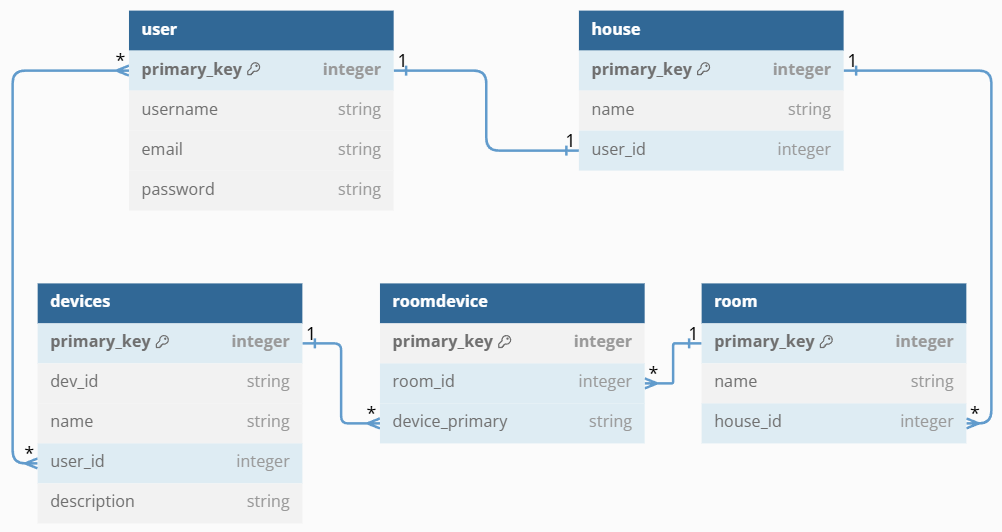 user
primary_key integer
username string
email string
password string
house
primary_key integer
name string
user_id integer
* 1 1 1
devices
primary_key integer
dev_id string
name string
user_id integer
description string
roomdevice
primary_key integer
room_id integer
device_primary string
room
primary_key integer
name string
house_id integer
1 1 * * * *